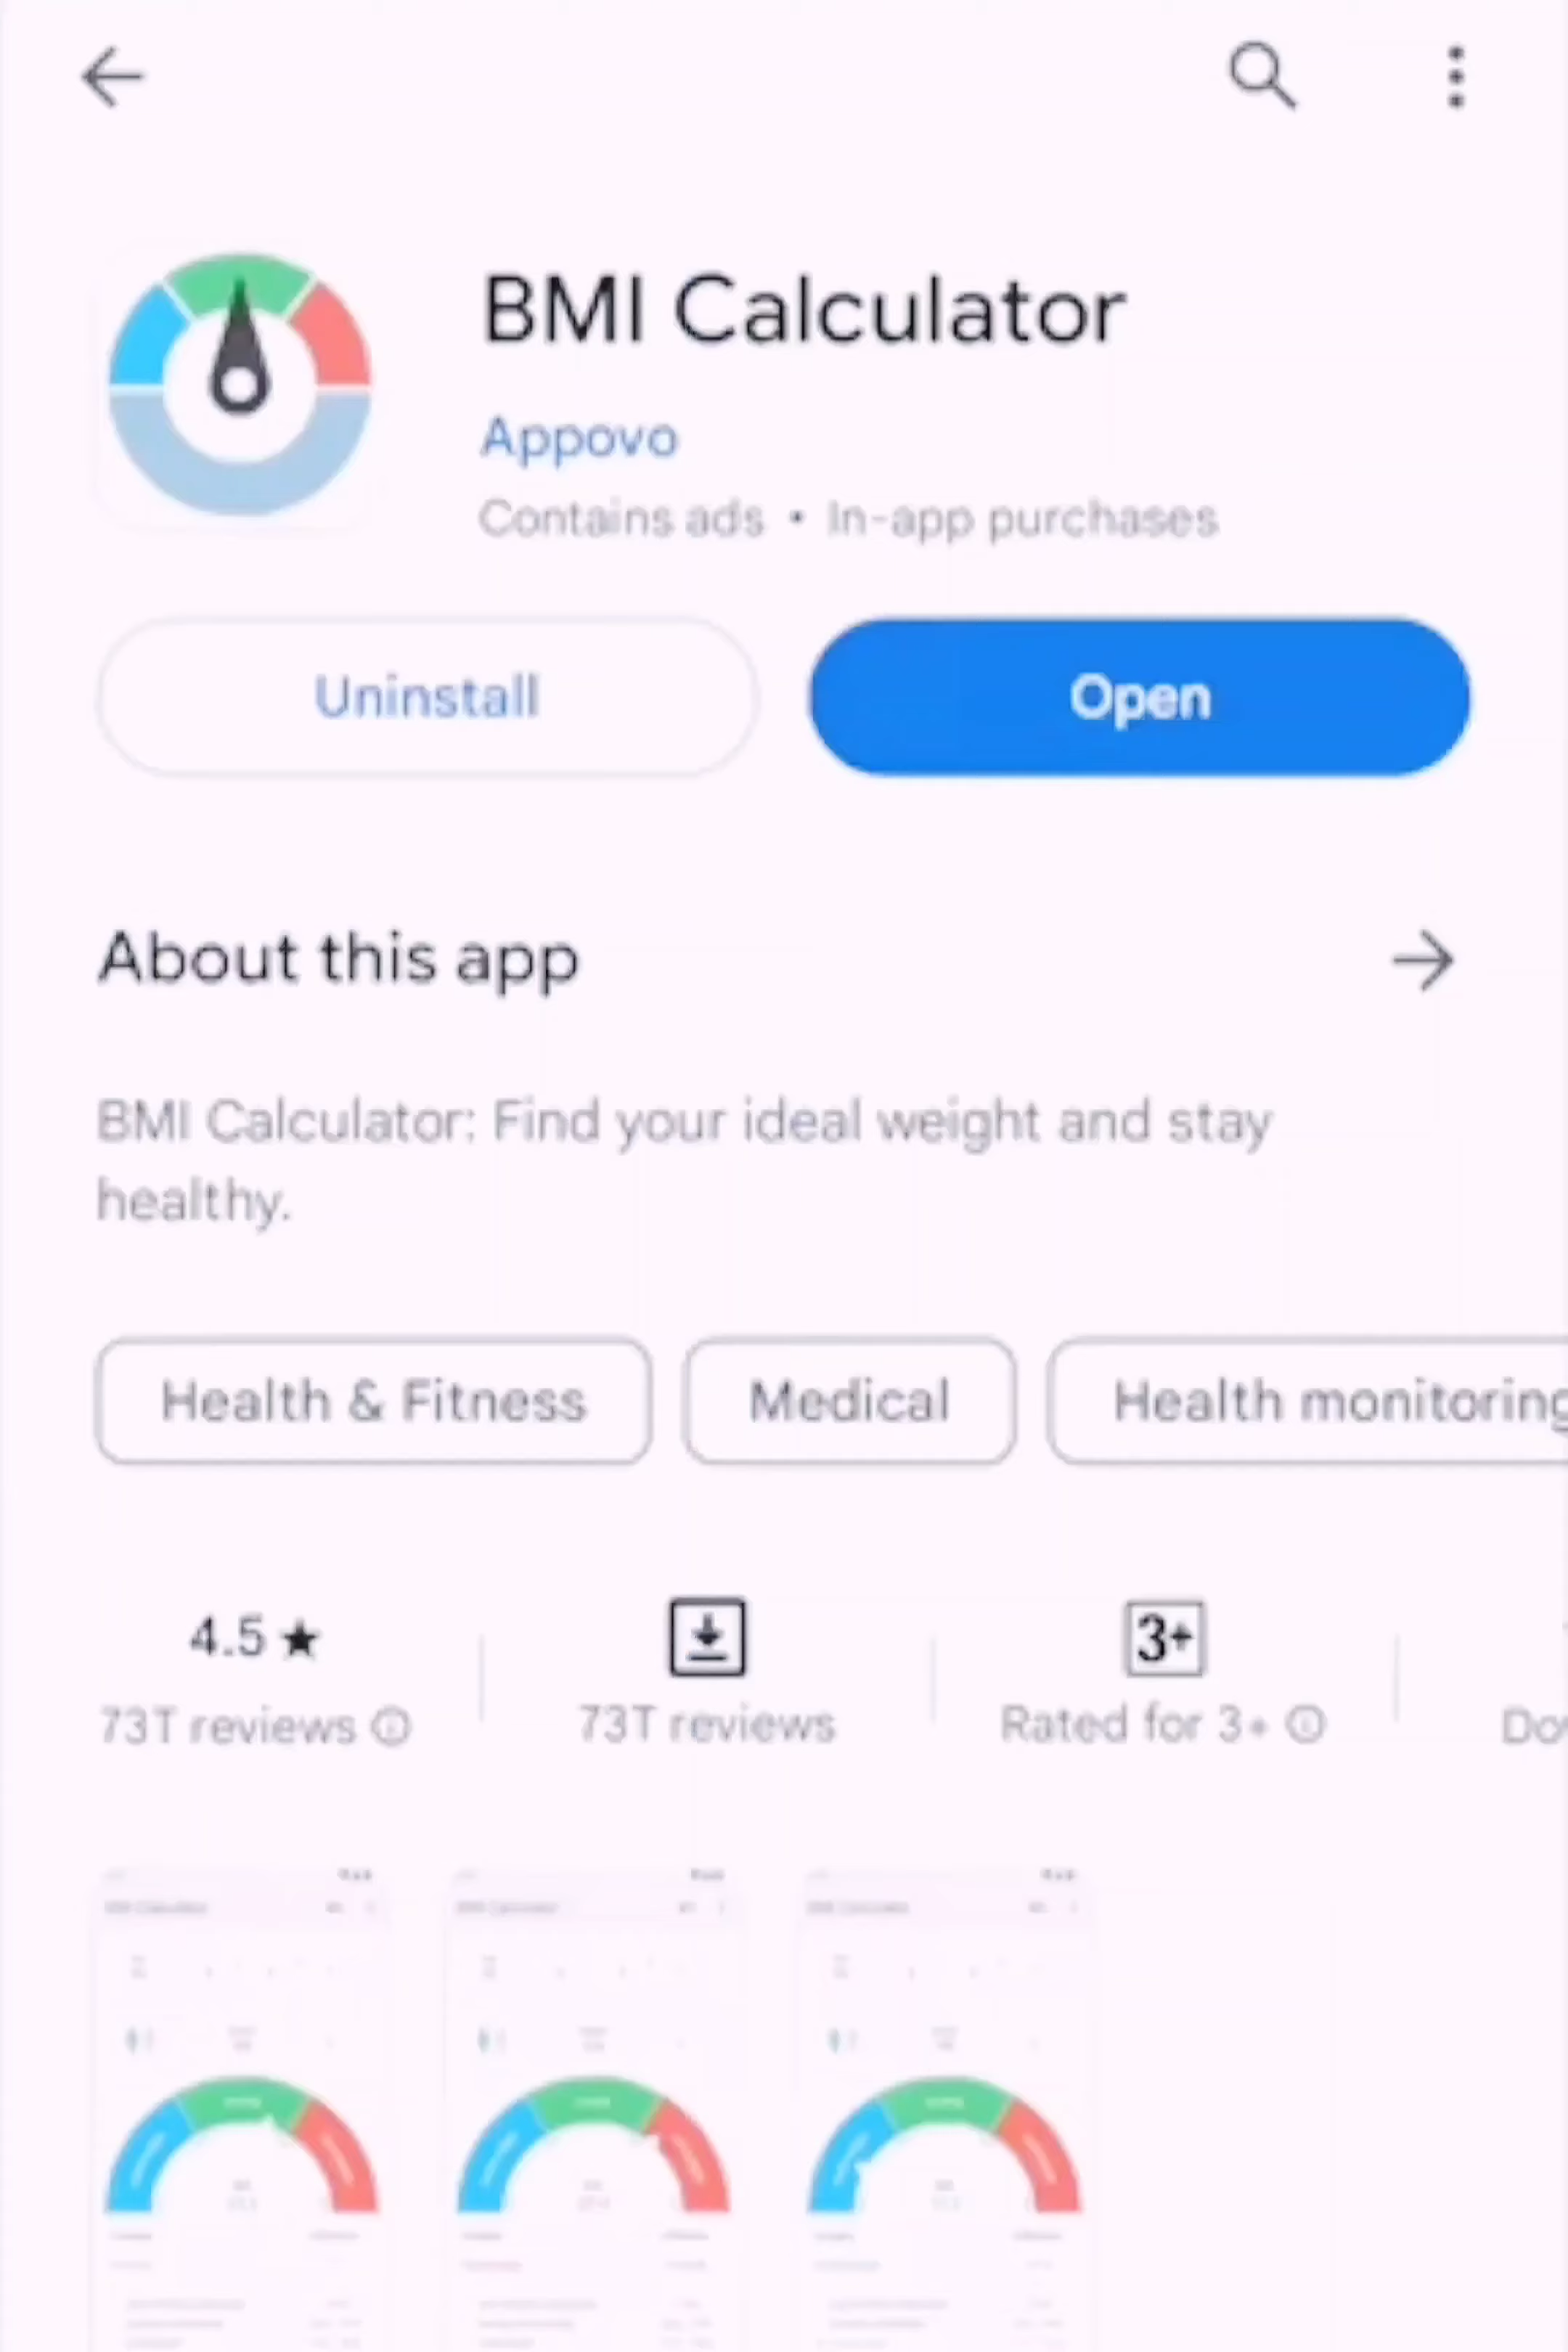 BMI Calculator
Appovo
Contains ads • In-app purchases
Uninstall
Open
About this app
BMI Calculator: Find your ideal weight and stay
healthy.
Health & Fitness
Medical
Health monitoring
4.5 ★
3+
73T reviews
73T reviews
Rated for 3+